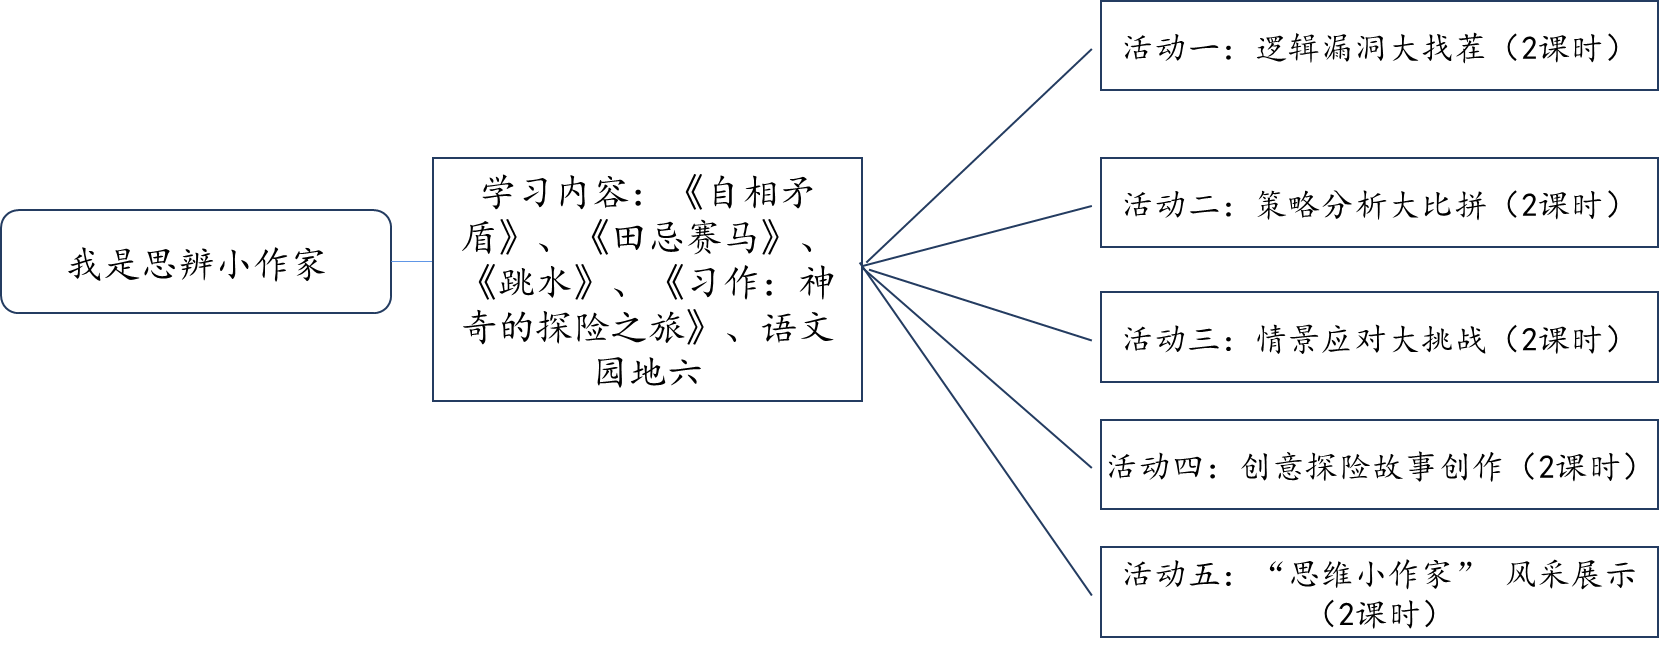 我是思辨小作家
学习内容：《自相矛
盾》、《田忌赛马》、
《跳水》、《习作：神
奇的探险之旅》、语文
园地六
活动一：逻辑漏洞大找茬（2课时）
活动二：策略分析大比拼（2课时）
活动三：情景应对大挑战（2课时）
活动四：创意探险故事创作（2课时）
活动五：“思维小作家” 风采展示
（2课时）